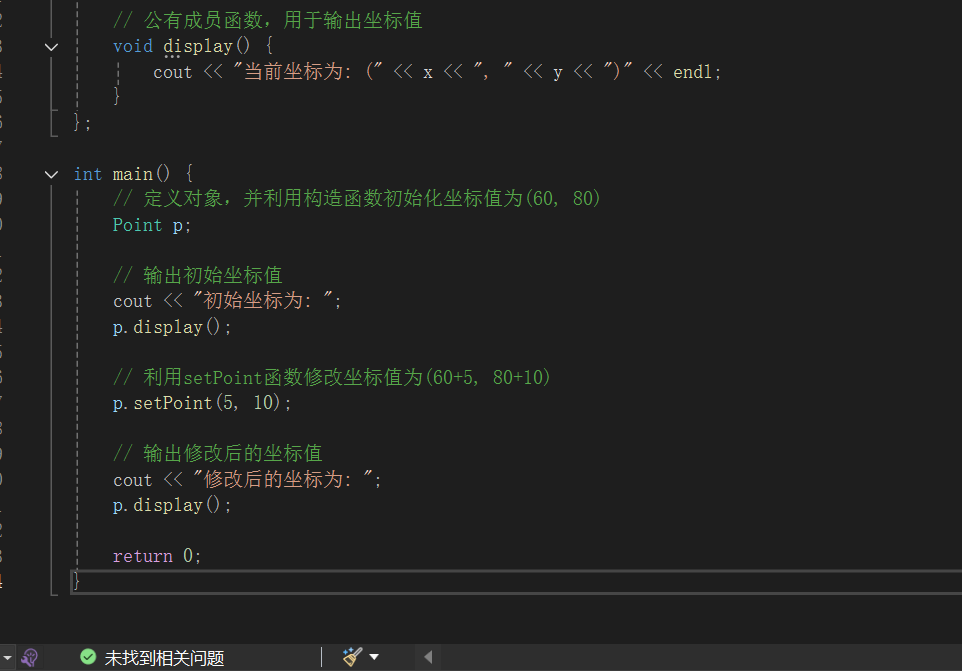 // 公有成员函数，用于输出坐标值
void display() {
cout << "当前坐标为: (" << x << ", " << y << ")" << endl;
}
};
int main() {
// 定义对象，并利用构造函数初始化坐标值为(60, 80)
Point p;
// 输出初始坐标值
cout << "初始坐标为: ";
p.display();
// 利用setPoint函数修改坐标值为(60+5, 80+10)
p.setPoint(5, 10);
// 输出修改后的坐标值
cout << "修改后的坐标为: ";
p.display();
return 0;
}
未找到相关问题